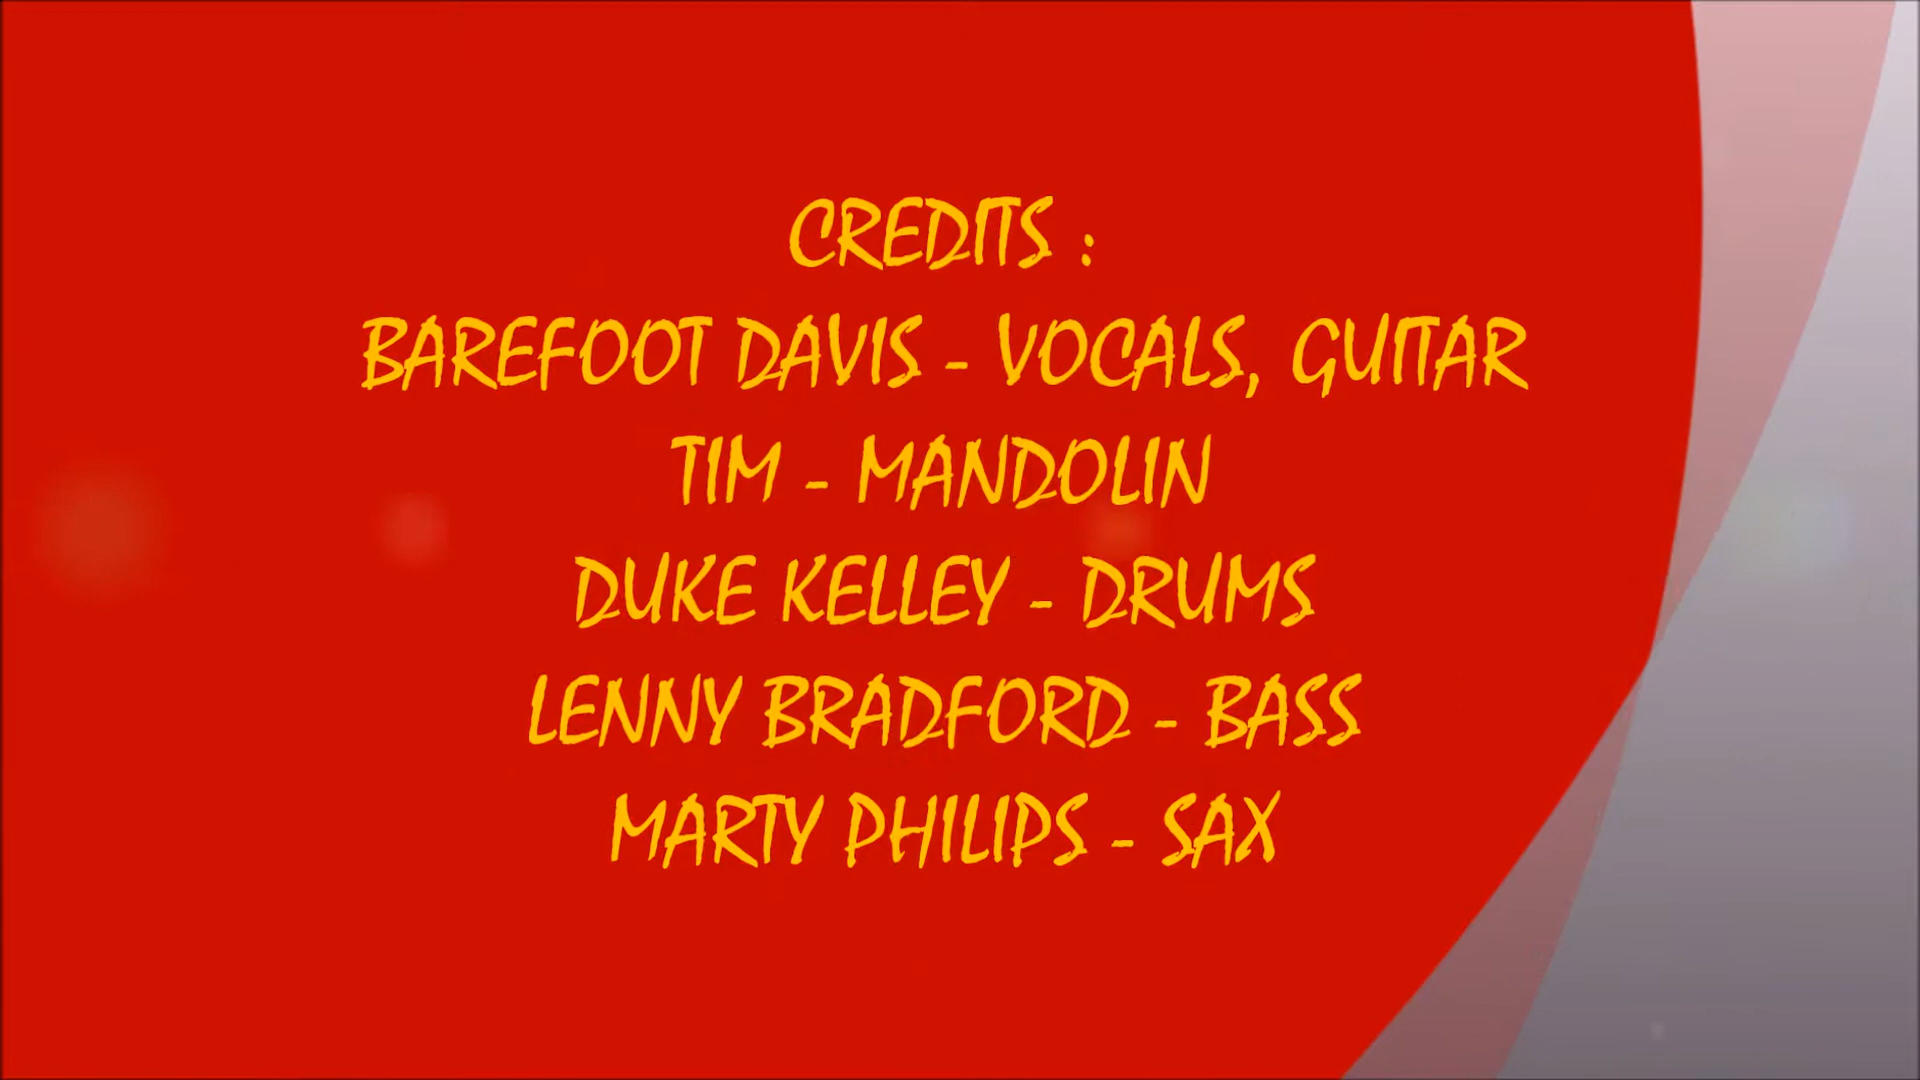 CREDITS :
BAREFOOT DAVIS - VOCALS, GUITAR
TIM - MANDOLIN
DUKE KELLEY - DRUMS
LENNY BRADFORD - BASS
MARTY PHILIPS - SAX